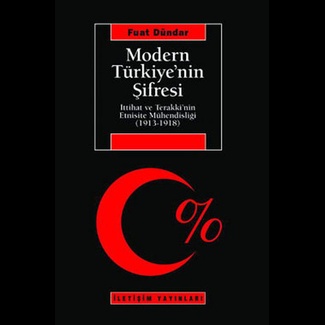 Fuat Dündar
Modern
Türkiye'nin
Şifresi
İttihat ve Terakki'nin
Etnisite Mühendisliği
(1913-1918)
%
İLETİŞİM YAYINLARI